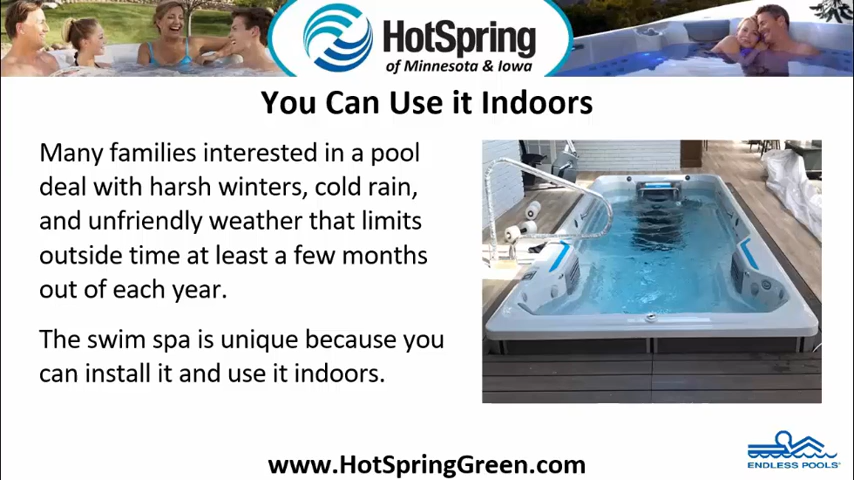 HotSpring
of Minnesota & Iowa
You Can Use it Indoors
Many families interested in a pool
deal with harsh winters, cold rain,
and unfriendly weather that limits
outside time at least a few months
out of each year.
The swim spa is unique because you
can install it and use it indoors.
ENDLESS POOLS®
www.HotSpringGreen.com